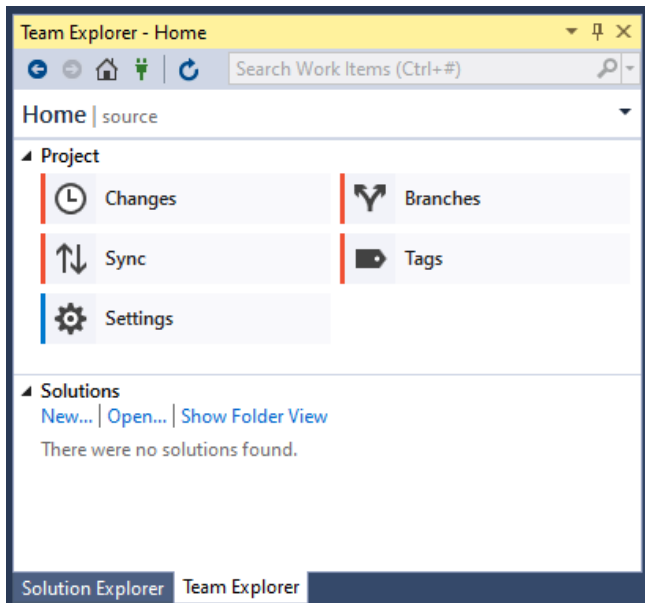 Team Explorer - Home
Search Work Items (Ctrl+#)
Home | source
Project
Changes
Branches
Sync
Tags
Settings
Solutions
New... | Open... | Show Folder View
There were no solutions found.
Solution Explorer
Team Explorer